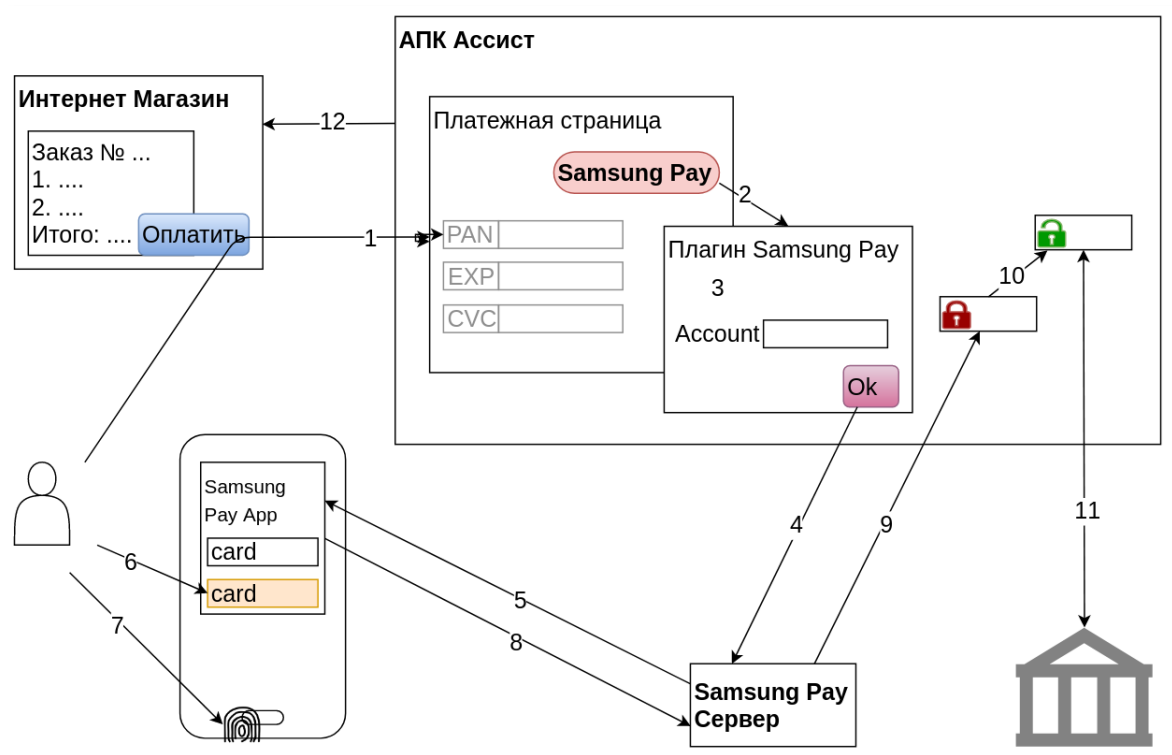 АПК Ассист
Интернет Магазин
Заказ № ...
1. ....
2. ....
Итого: ....
Оплатить
12
1
Платежная страница
Samsung Pay
2
PAN
EXP
CVC
Плагин Samsung Pay
3
Account
Ok
10
4
9
11
Samsung
Pay App
card
card
6
7
5
8
Samsung Pay
Сервер